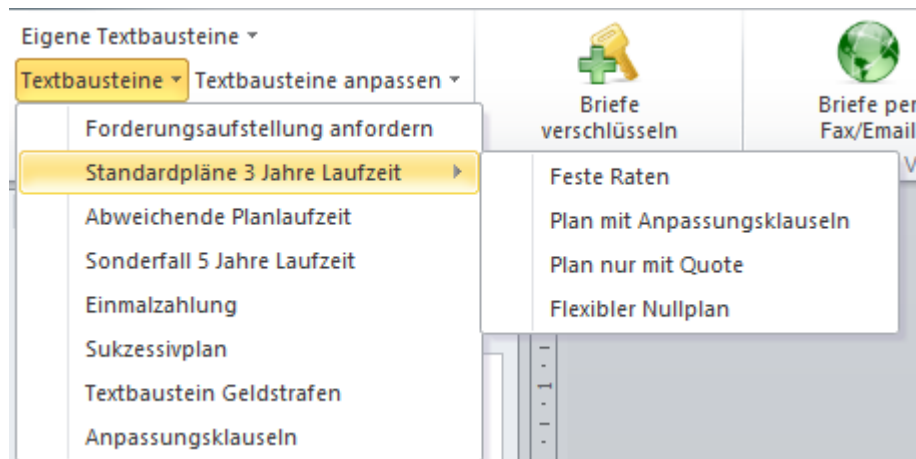 Eigene Textbausteine
Textbausteine Textbausteine anpassen
Briefe
verschlüsseln
Briefe per
Fax/Email
V
Forderungsaufstellung anfordern
Standardpläne 3 Jahre Laufzeit
Abweichende Planlaufzeit
Sonderfall 5 Jahre Laufzeit
Einmalzahlung
Sukzessivplan
Textbaustein Geldstrafen
Anpassungsklauseln
Feste Raten
Plan mit Anpassungsklauseln
Plan nur mit Quote
Flexibler Nullplan
1